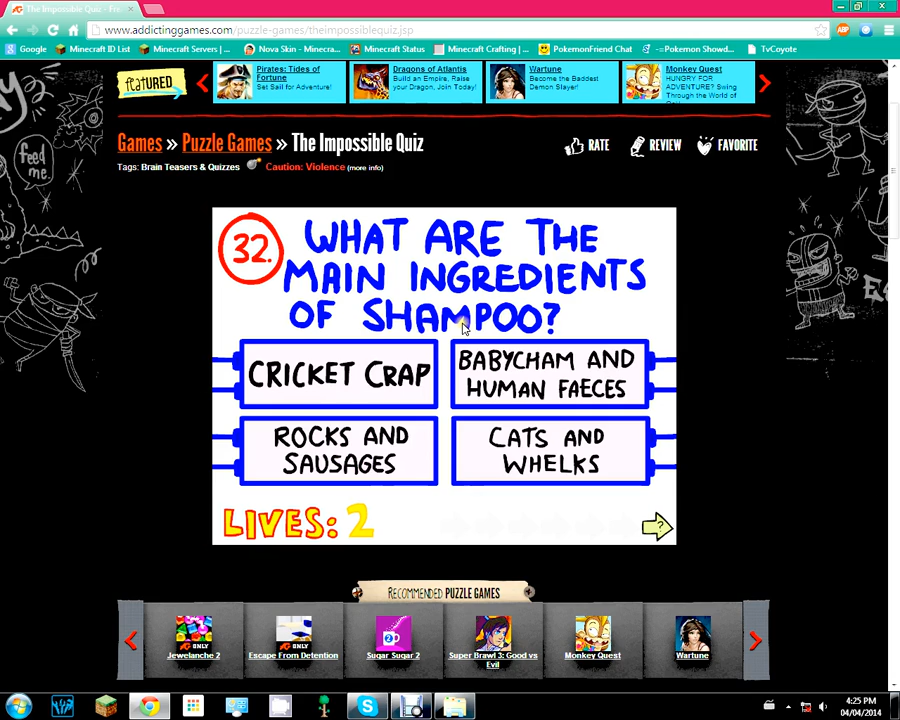 The Impossible Quiz - Fre
www.addictinggames.com/puzzle-games/theimpossiblequiz.jsp
Google Minecraft ID List Minecraft Servers | ... Nova Skin - Minecra... Minecraft Status Minecraft Crafting | ... PokemonFriend Chat -=Pokemon Showd... TvCoyote
feed me.
featURED
Pirates: Tides of Fortune
Set Sail for Adventure!
Dragons of Atlantis
Build an Empire, Raise your Dragon, Join Today!
Wartune
Become the Baddest Demon Slayer!
Monkey Quest
HUNGRY FOR ADVENTURE? Swing Through the World of
Games » Puzzle Games » The Impossible Quiz
RATE REVIEW FAVORITE
Tags: Brain Teasers & Quizzes Caution: Violence (more info)
32. WHAT ARE THE
MAIN INGREDIENTS
OF SHAMPOO?
CRICKET CRAP
BABYCHAM AND
HUMAN FAECES
ROCKS AND
SAUSAGES
CATS AND
WHELKS
LIVES: 2
?
RECOMMENDED PUZZLE GAMES
Jewelanche 2
Escape From Detention
Sugar Sugar 2
Super Brawl 3: Good vs Evil
Monkey Quest
Wartune
4:25 PM
04/04/2014